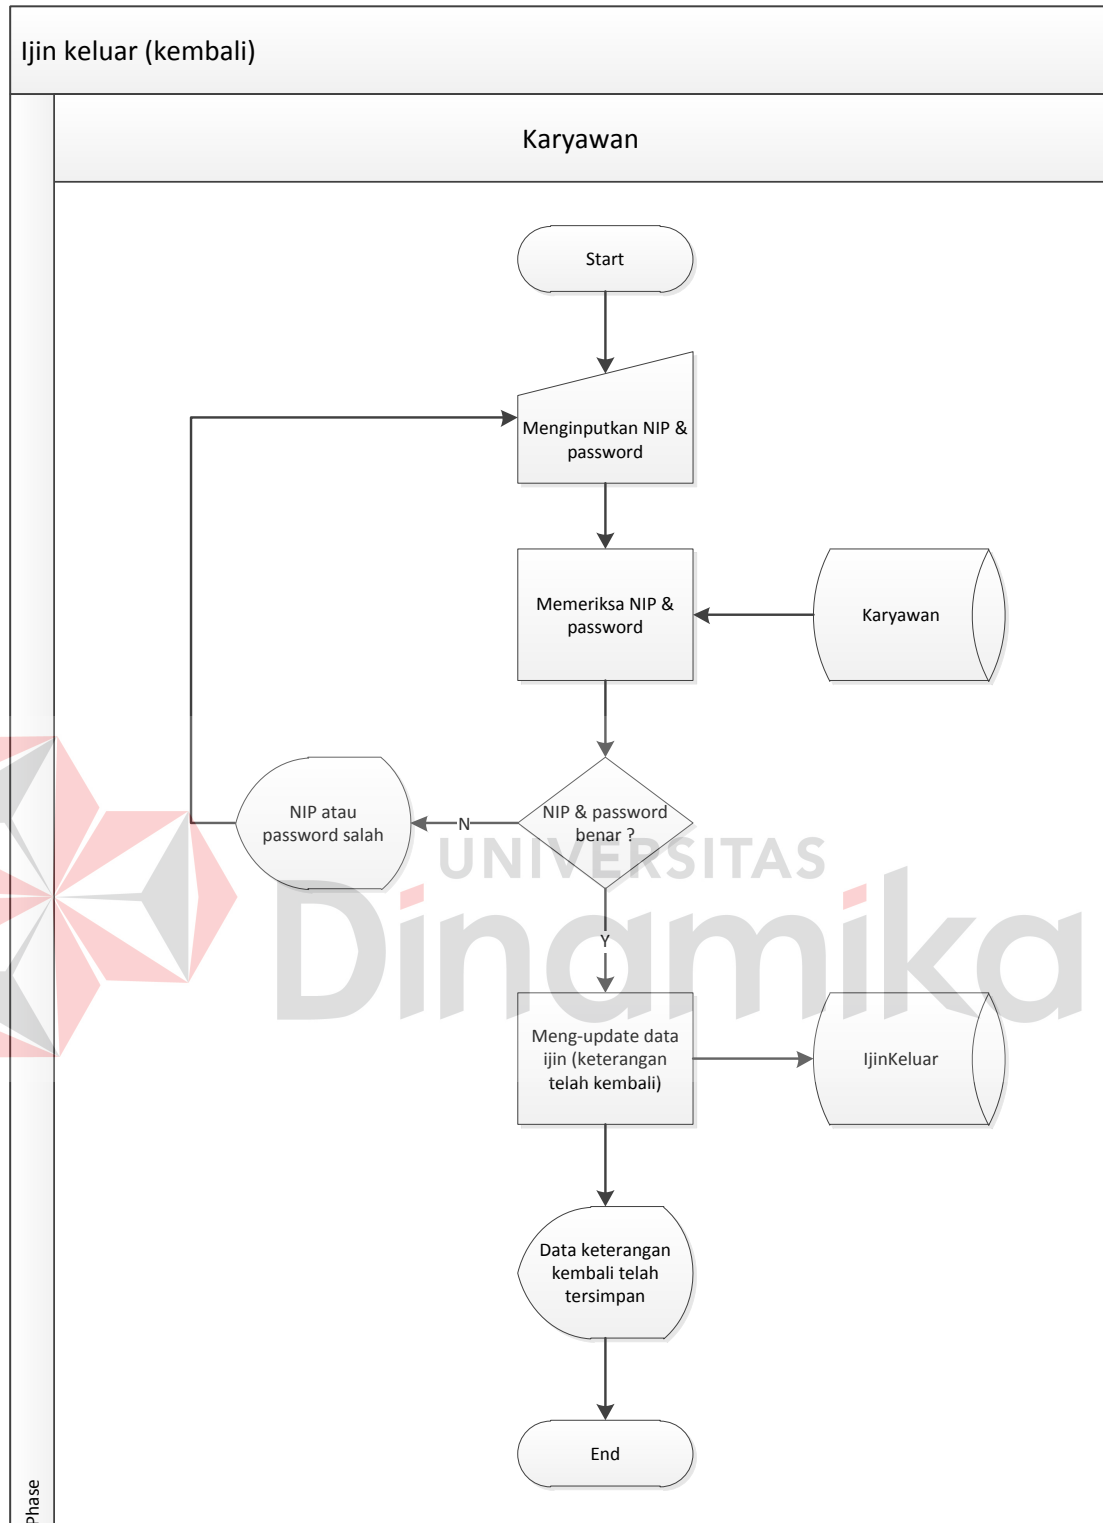 Ijin keluar (kembali)
Karyawan
Start
Menginputkan NIP &
password
Memeriksa NIP &
password
Karyawan
NIP atau
password salah
N
NIP & password
benar ?
UNIVERSITAS
Dinamika
Y
Meng-update data
ijin (keterangan
telah kembali)
IjinKeluar
Data keterangan
kembali telah
tersimpan
End
Phase